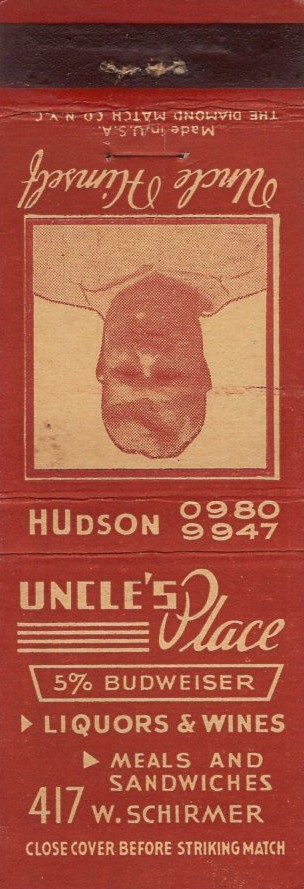 THE DIAMOND MATCH CO. N.Y.C.
Made in U.S.A.
Uncle Himself
HUDSON 0980
9947
UNCLE'S Place
5% BUDWEISER
LIQUORS & WINES
MEALS AND
SANDWICHES
417 W. SCHIRMER
CLOSE COVER BEFORE STRIKING MATCH